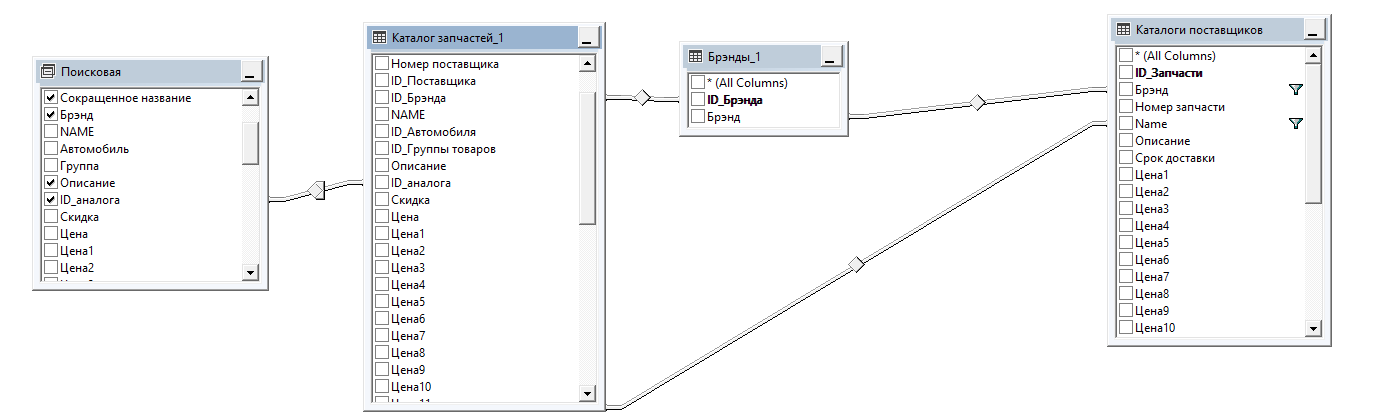 Поисковая
Сокращенное название
Брэнд
NAME
Автомобиль
Группа
Описание
ID_аналога
Скидка
Цена
Цена1
Цена2
Каталог запчастей_1
Номер поставщика
ID_Поставщика
ID_Брэнда
NAME
ID_Автомобиля
ID_Группы товаров
Описание
ID_аналога
Скидка
Цена
Цена1
Цена2
Цена3
Цена4
Цена5
Цена6
Цена7
Цена8
Цена9
Цена10
Брэнды_1
* (All Columns)
ID_Брэнда
Брэнд
Каталоги поставщиков
* (All Columns)
ID_Запчасти
Брэнд
Номер запчасти
Name
Описание
Срок доставки
Цена1
Цена2
Цена3
Цена4
Цена5
Цена6
Цена7
Цена8
Цена9
Цена10